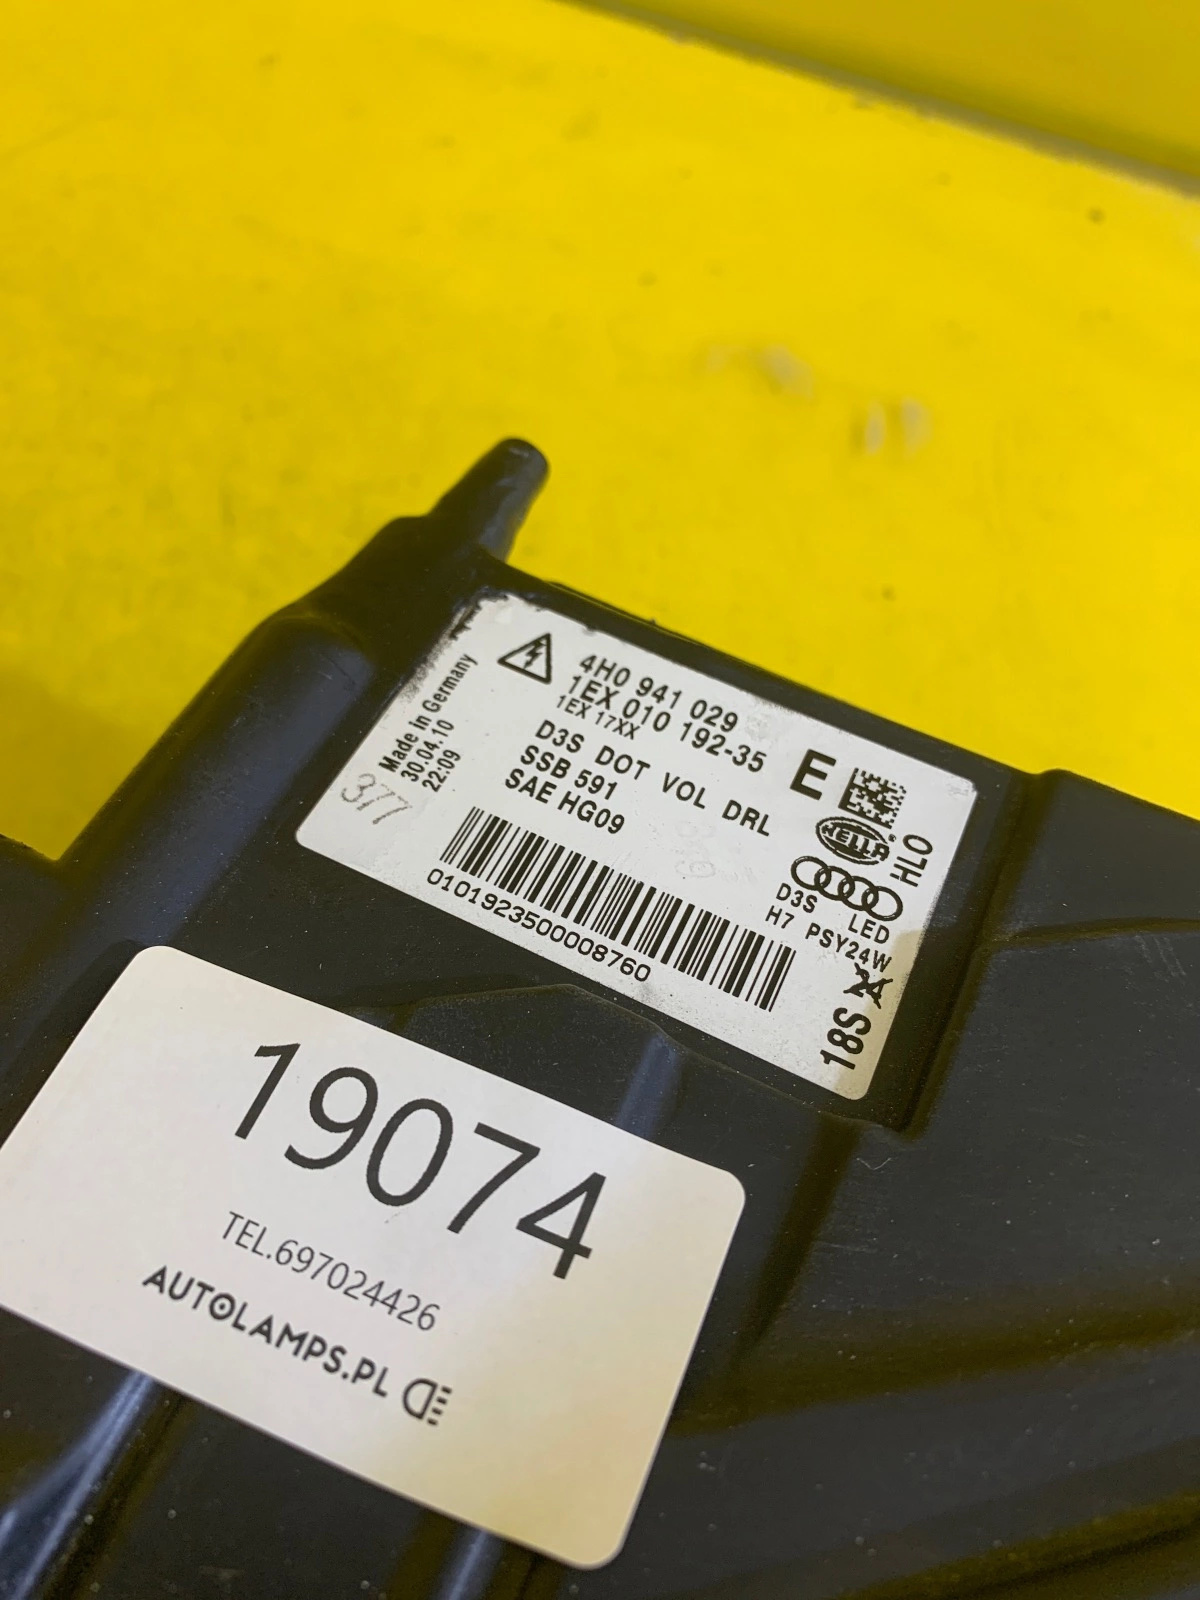 4H0 941 029
1EX 010 192-35
1EX 17XX
D3S DOT VOL DRL
SSB 591
SAE HG09
E
HELLA
HLO
D3S LED
H7 PSY24W
24
18S
Made in Germany
30.04.10
22:09
377
0101923500008760
19074
TEL.697024426
AUTOLAMPS.PL